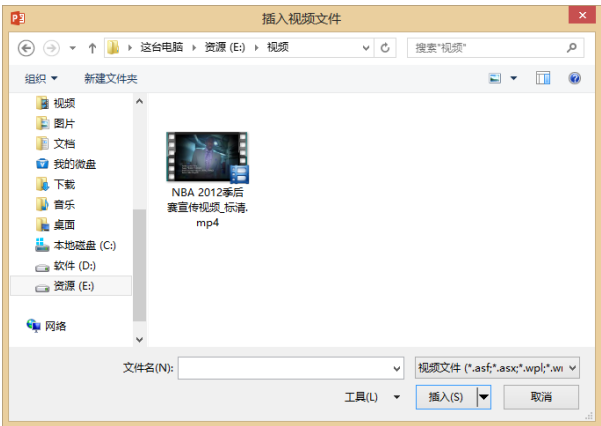 插入视频文件
这台电脑 资源 (E:) 视频
搜索"视频"
组织 新建文件夹
视频
图片
文档
我的微盘
下载
音乐
桌面
本地磁盘 (C:)
软件 (D:)
资源 (E:)
网络
NBA 2012季后
赛宣传视频_标清.
mp4
文件名(N):
视频文件 (*.asf;*.asx;*.wpl;*.wı
工具(L) 插入(S) 取消